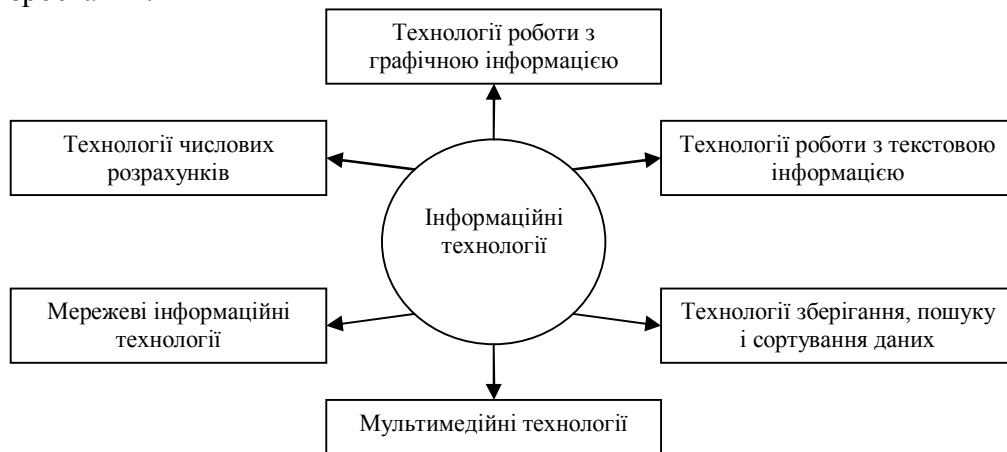 Технології роботи з
графічною інформацією
Технології числових
розрахунків
Технології роботи з текстовою
інформацією
Інформаційні
технології
Мережеві інформаційні
технології
Технології зберігання, пошуку
і сортування даних
Мультимедійні технології